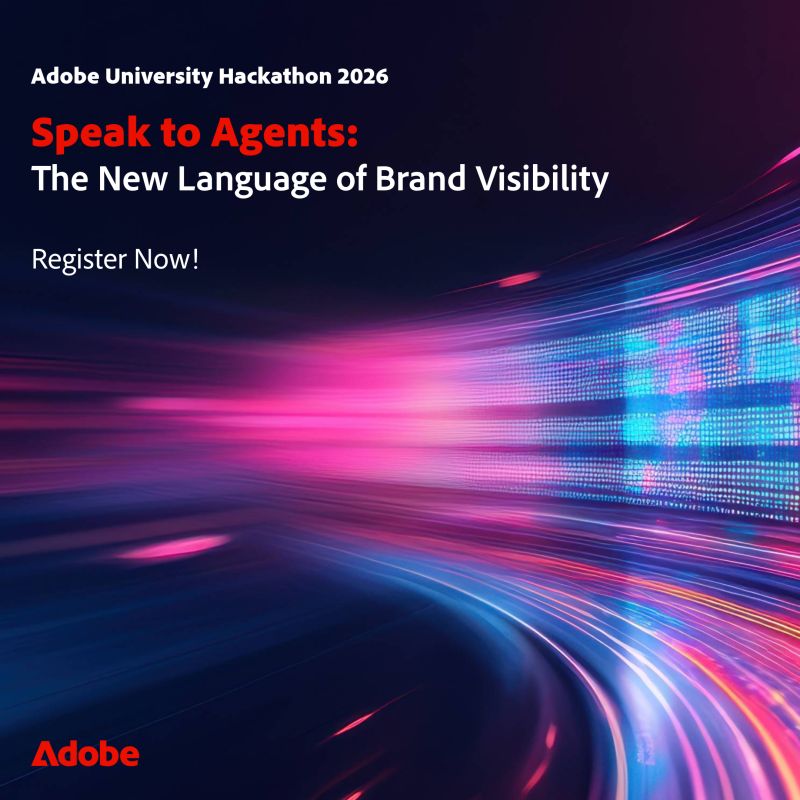 Adobe University Hackathon 2026
Speak to Agents:
The New Language of Brand Visibility
Register Now!
Adobe